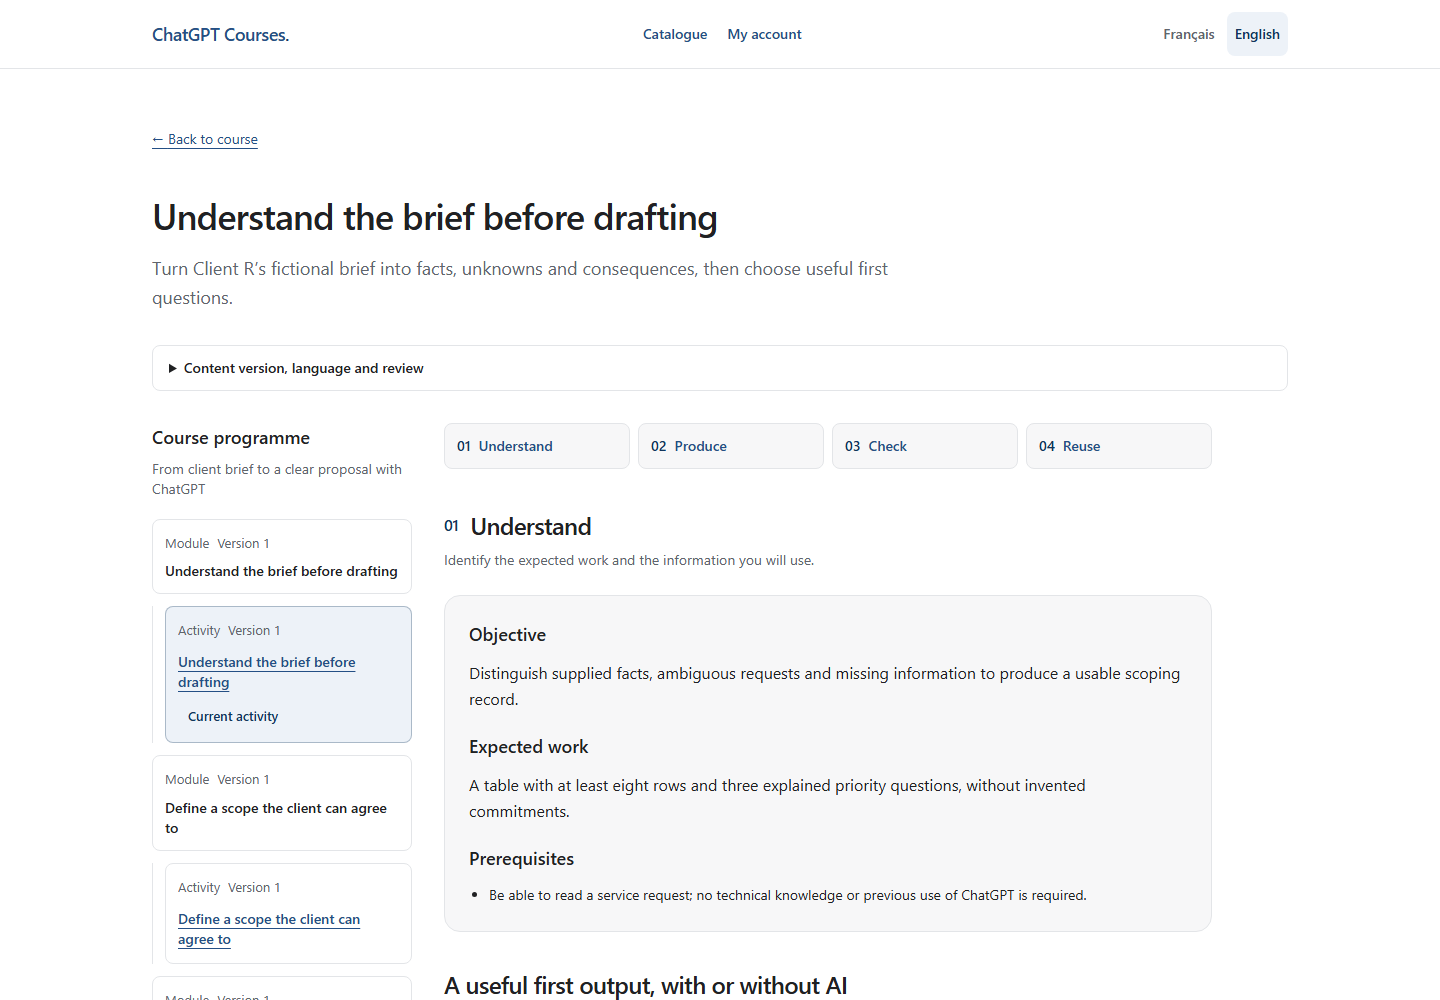 ChatGPT Courses.
Catalogue
My account
Français
English
← Back to course
Understand the brief before drafting
Turn Client R’s fictional brief into facts, unknowns and consequences, then choose useful first
questions.
▶ Content version, language and review
Course programme
From client brief to a clear proposal with
ChatGPT
Module Version 1
Understand the brief before drafting
Activity Version 1
Understand the brief before
drafting
Current activity
Module Version 1
Define a scope the client can agree
to
Activity Version 1
Define a scope the client can
agree to
Module Version 1
01 Understand
02 Produce
03 Check
04 Reuse
01 Understand
Identify the expected work and the information you will use.
Objective
Distinguish supplied facts, ambiguous requests and missing information to produce a usable scoping
record.
Expected work
A table with at least eight rows and three explained priority questions, without invented
commitments.
Prerequisites
• Be able to read a service request; no technical knowledge or previous use of ChatGPT is required.
A useful first output, with or without AI